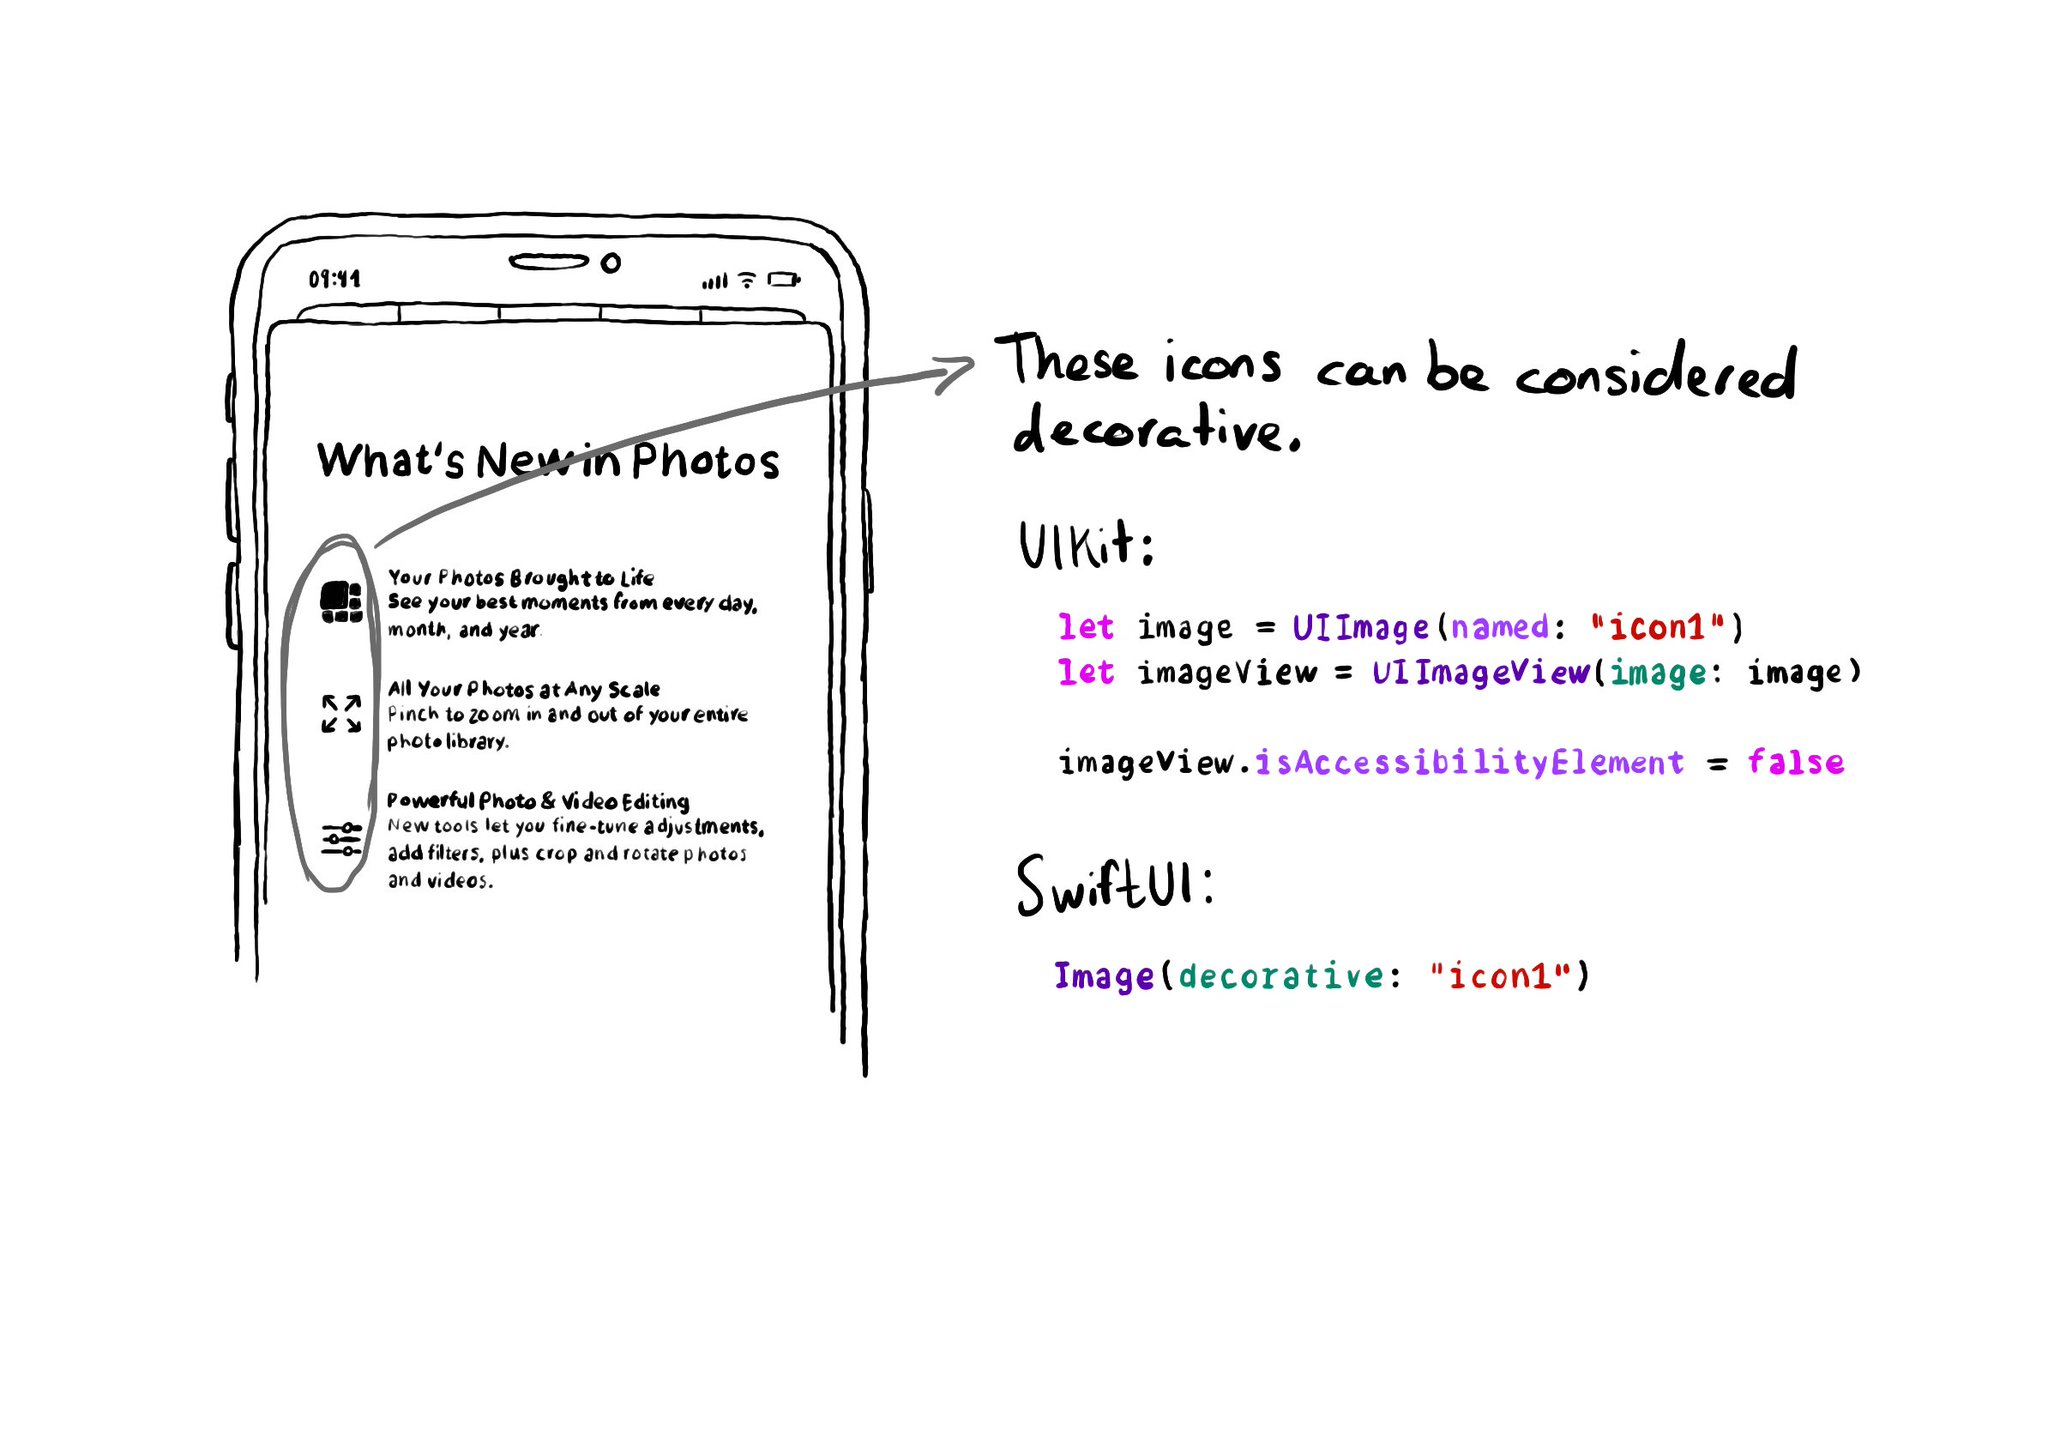 09:41
What's New in Photos
Your Photos Brought to Life
See your best moments from every day,
month, and year.
All Your Photos at Any Scale
Pinch to zoom in and out of your entire
photo library.
Powerful Photo & Video Editing
New tools let you fine-tune adjustments,
add filters, plus crop and rotate photos
and videos.
These icons can be considered
decorative.
UIKit:
let image = UIImage(named: "icon1")
let imageView = UIImageView(image: image)
imageView.isAccessibilityElement = false
SwiftUI:
Image(decorative: "icon1")